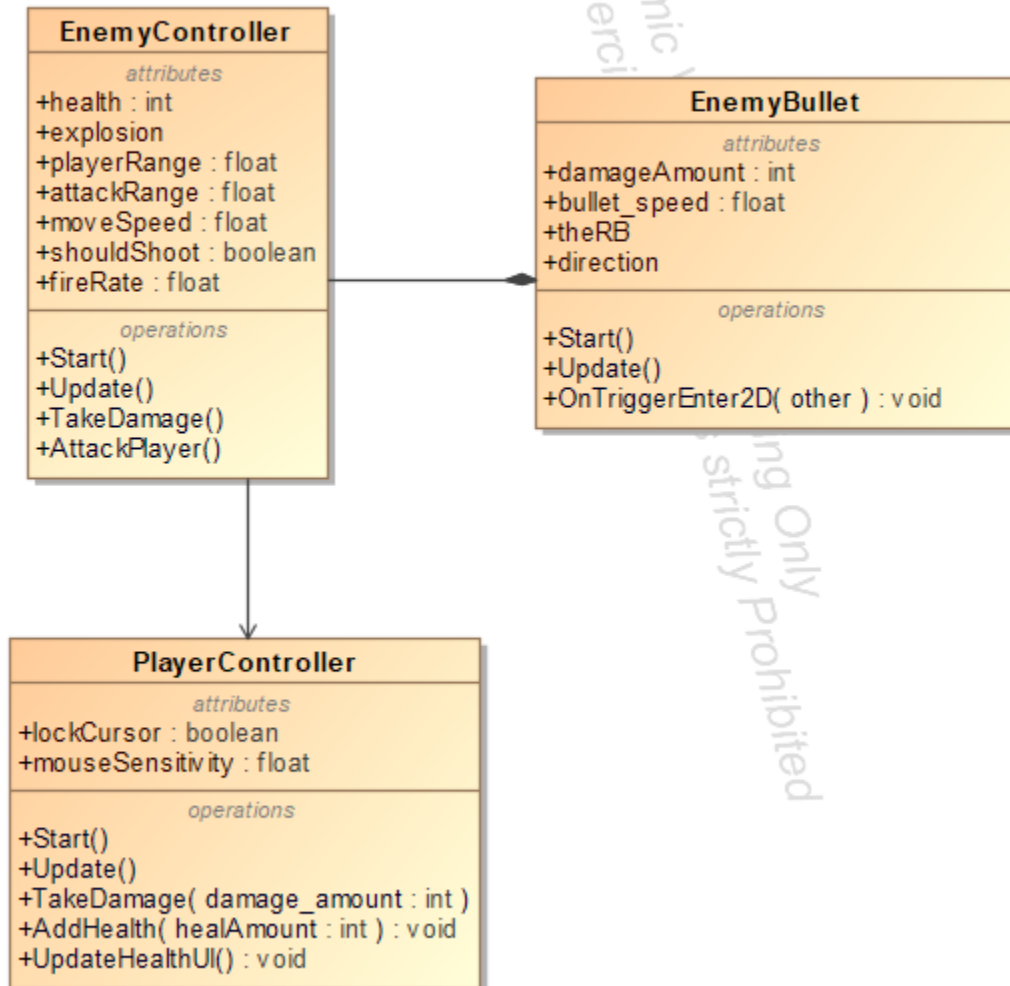 EnemyController
attributes
+health : int
+explosion
+playerRange : float
+attackRange : float
+moveSpeed : float
+shouldShoot : boolean
+fireRate : float
operations
+Start()
+Update()
+TakeDamage()
+AttackPlayer()
EnemyBullet
attributes
+damageAmount : int
+bullet_speed : float
+theRB
+direction
operations
+Start()
+Update()
+OnTriggerEnter2D( other ) : void
PlayerController
attributes
+lockCursor : boolean
+mouseSensitivity : float
operations
+Start()
+Update()
+TakeDamage( damage_amount : int )
+AddHealth( healAmount : int ) : void
+UpdateHealthUI() : void
Only
strictly Prohibited